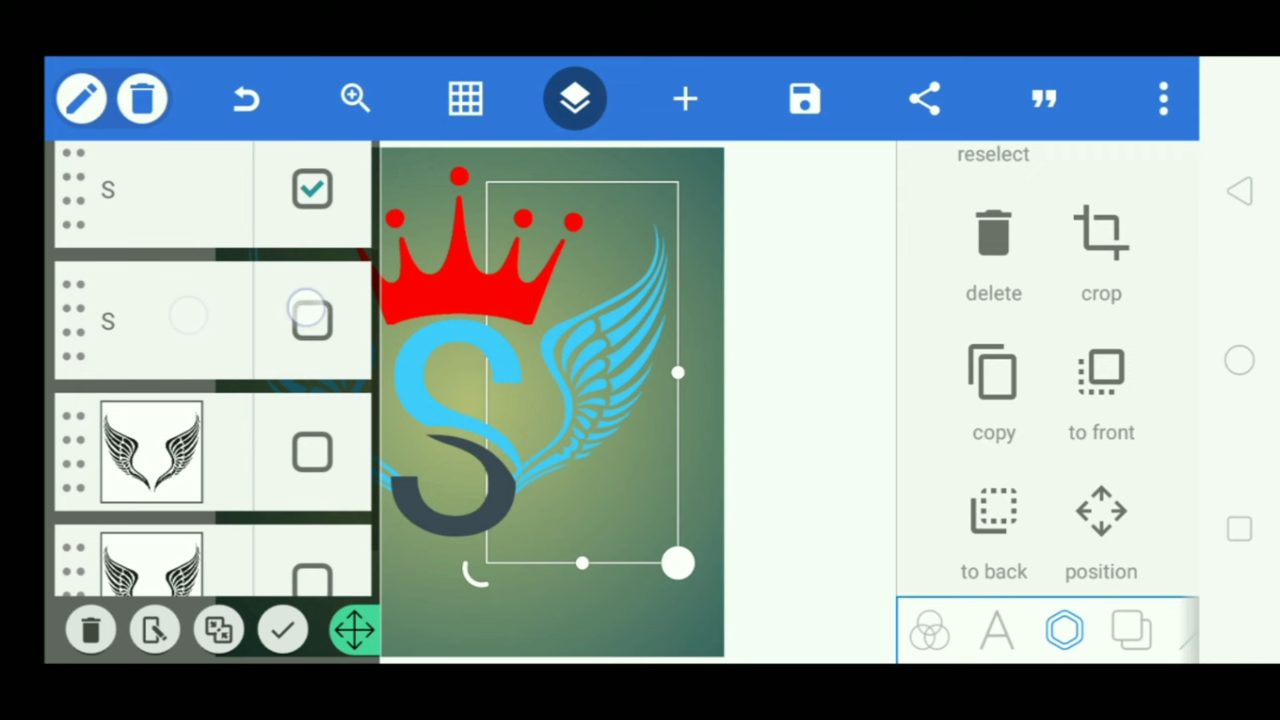 S
S
S
reselect
delete
crop
copy
to front
to back
position
A